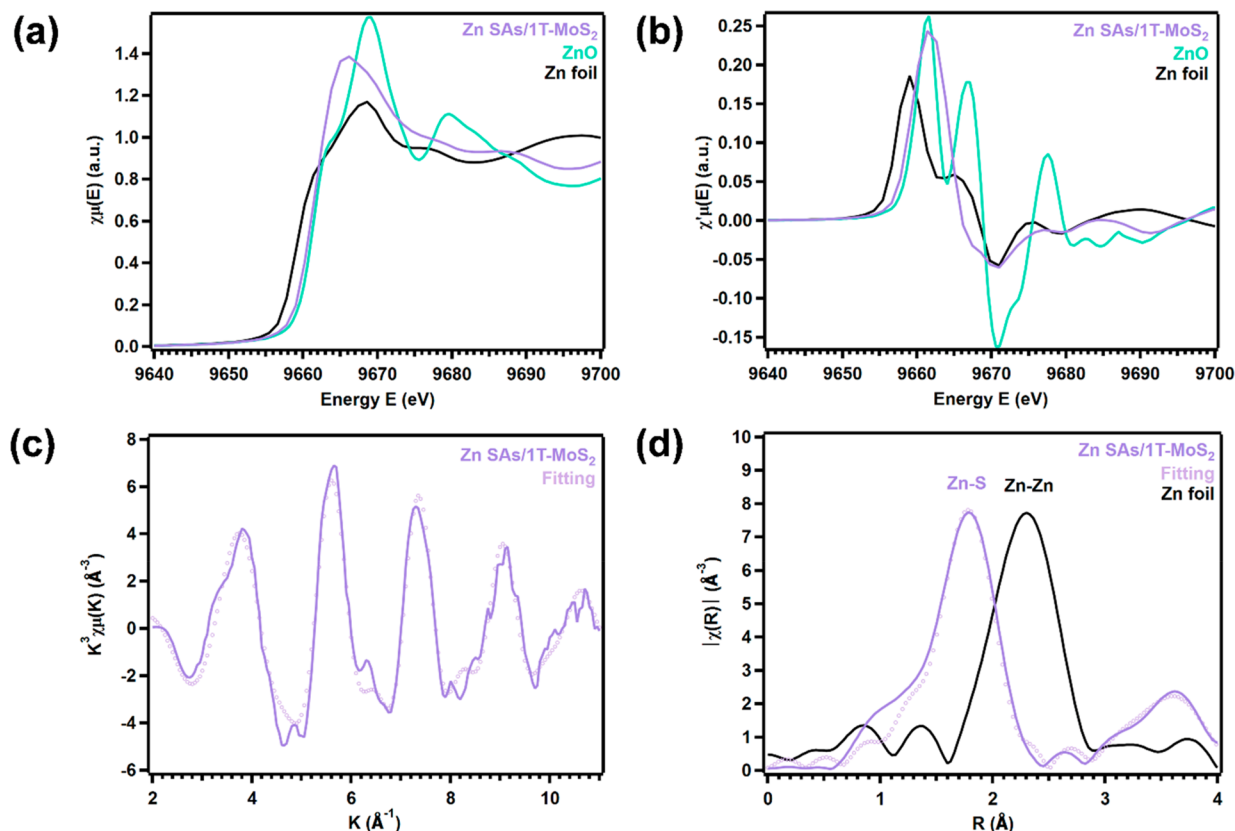 (a)
Zn SAs/1T-MoS₂
ZnO
Zn foil
χμ(E) (a.u.)
1.4
1.2
1.0
0.8
0.6
0.4
0.2
0.0
9640 9650 9660 9670 9680 9690 9700
Energy E (eV)
(b)
Zn SAs/1T-MoS₂
ZnO
Zn foil
χ'μ(E) (a.u.)
0.25
0.20
0.15
0.10
0.05
0.00
-0.05
-0.10
-0.15
9640 9650 9660 9670 9680 9690 9700
Energy E (eV)
(c)
Zn SAs/1T-MoS₂
Fitting
K³χμ(K) (Å⁻³)
8
6
4
2
0
-2
-4
-6
2 4 6 8 10
K (Å⁻¹)
(d)
Zn SAs/1T-MoS₂
Fitting
Zn foil
Zn-S Zn-Zn
|χ(R)| (Å⁻³)
10
9
8
7
6
5
4
3
2
1
0
0 1 2 3 4
R (Å)